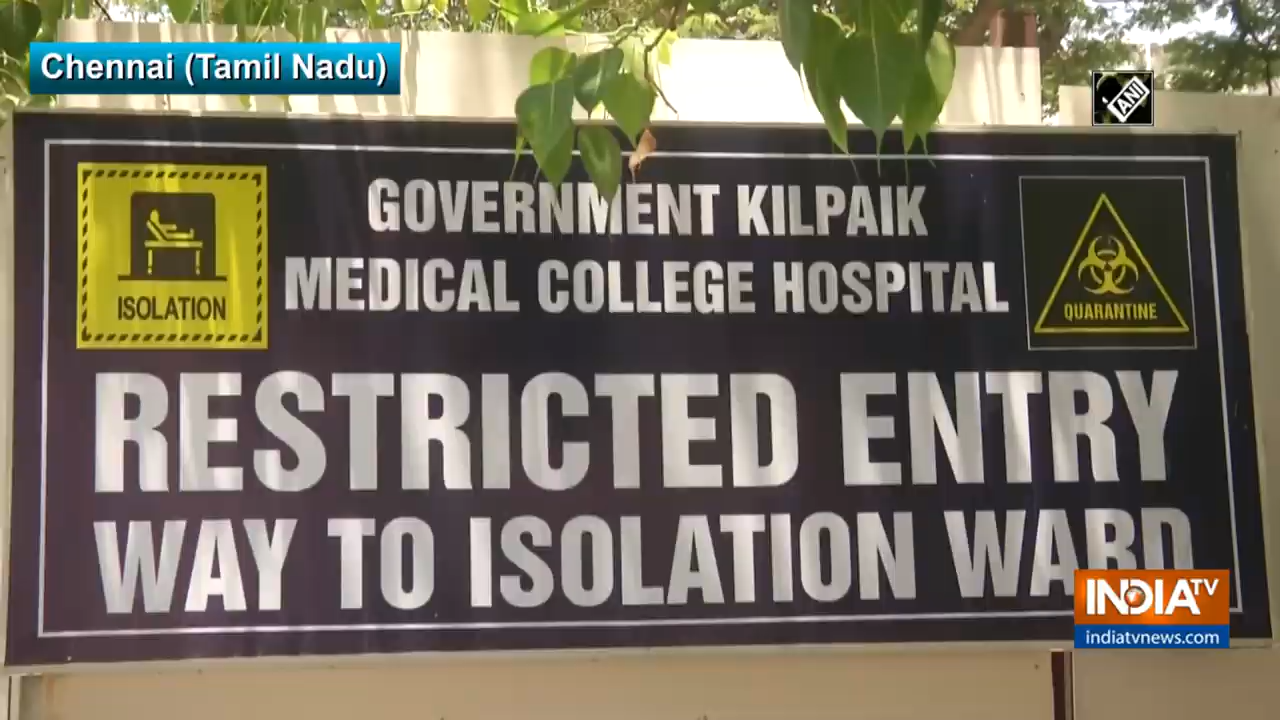 Chennai (Tamil Nadu)
ANI
GOVERNMENT KILPAIK
MEDICAL COLLEGE HOSPITAL
ISOLATION
QUARANTINE
RESTRICTED ENTRY
WAY TO ISOLATION WARD
INDIA TV
indiatvnews.com